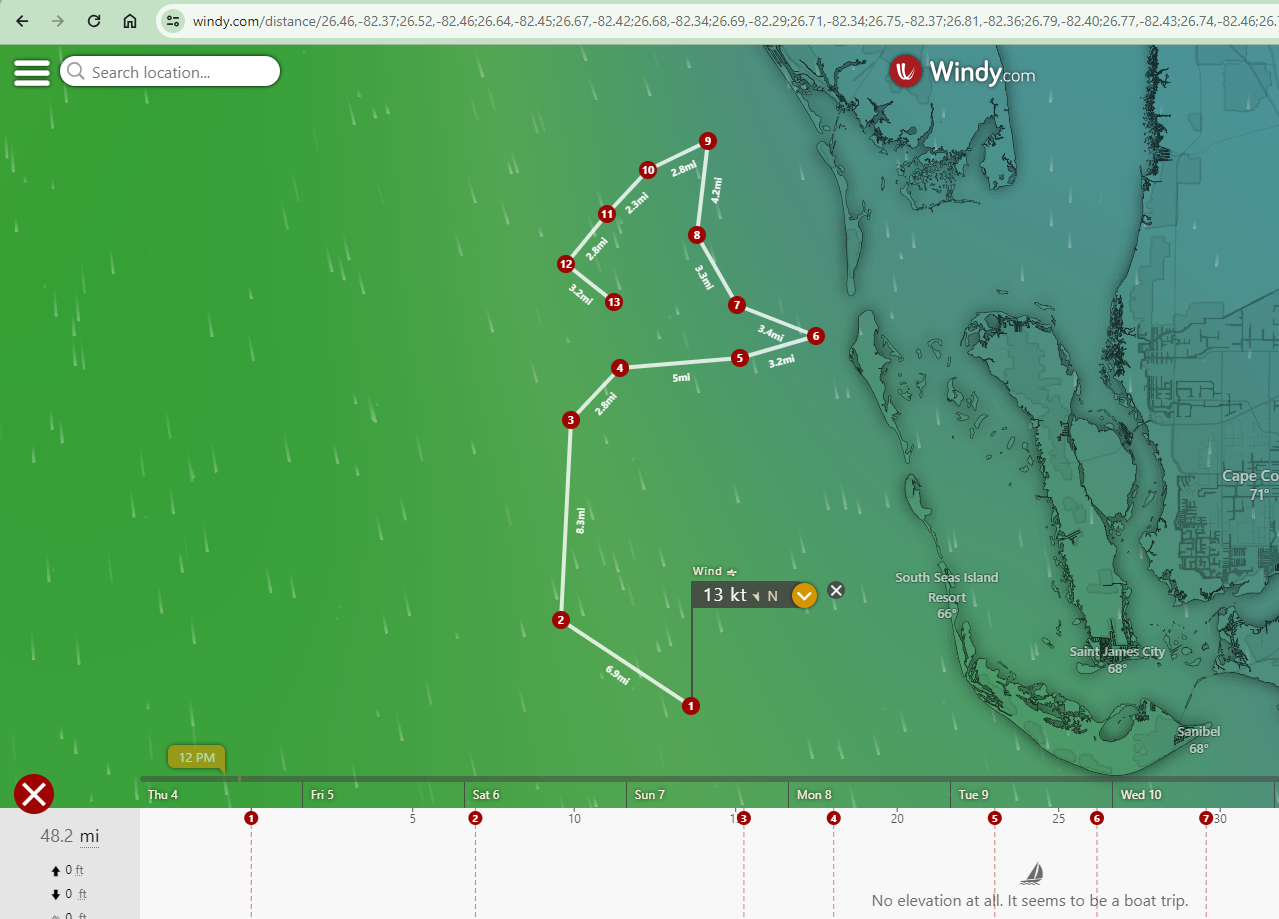 windy.com/distance/26.46,-82.37;26.52,-82.46;26.64,-82.45;26.67,-82.42;26.68,-82.34;26.69,-82.29;26.71,-82.34;26.75,-82.37;26.81,-82.36;26.79,-82.40;26.77,-82.43;26.74,-82.46;26.
Search location...
Windy.com
9
10
2.8mi
4.2mi
2.3mi
11
8
2.8mi
12
3.3mi
3.2mi
13
7
3.4mi
6
5
3.2mi
4
5mi
2.8mi
3
Cape Co
71°
8.3mi
Wind
13 kt N
South Seas Island
Resort
66°
2
Saint James City
68°
6.9mi
1
Sanibel
68°
12 PM
Thu 4
Fri 5
Sat 6
Sun 7
Mon 8
Tue 9
Wed 10
1
5
2
10
3
4
20
5
25
6
7
30
48.2 mi
0 ft
0 ft
0 ft
No elevation at all. It seems to be a boat trip.